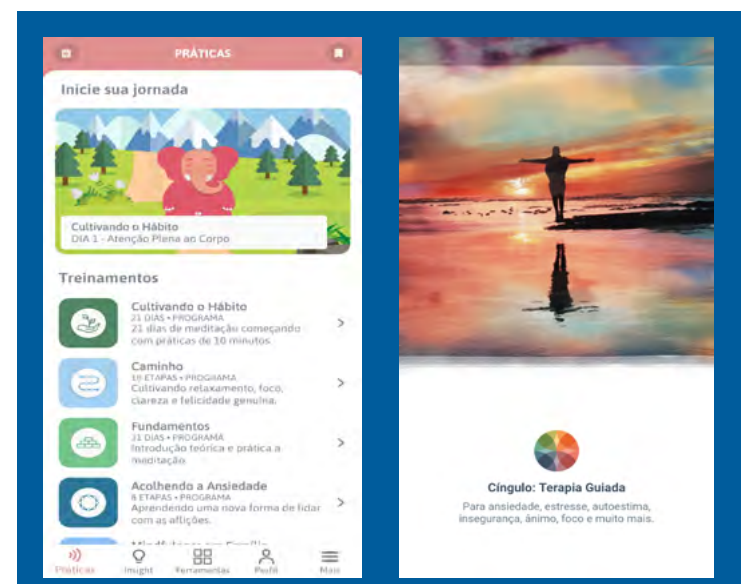 PRÁTICAS
Inicie sua jornada
Cultivando o Hábito
DIA 1 - Atenção Plena ao Corpo
Treinamentos
Cultivando o Hábito
21 DIAS • PROGRAMA
21 dias de meditação começando
com práticas de 10 minutos.
Caminho
ETAPAS • PROGRAMA
Cultivando relaxamento, foco,
clareza e felicidade genuína.
Fundamentos
21 DIAS • PROGRAMA
Introdução teórica e prática a
meditação
Acolhendo a Ansiedade
ETAPAS • PROGRAMA
Aprendendo uma nova forma de lidar
com as aflições.
Mindfulness em Família
Práticas
Insight
Ferramentas
Perfil
Mais
Cíngulo: Terapia Guiada
Para ansiedade, estresse, autoestima,
insegurança, ânimo, foco e muito mais.